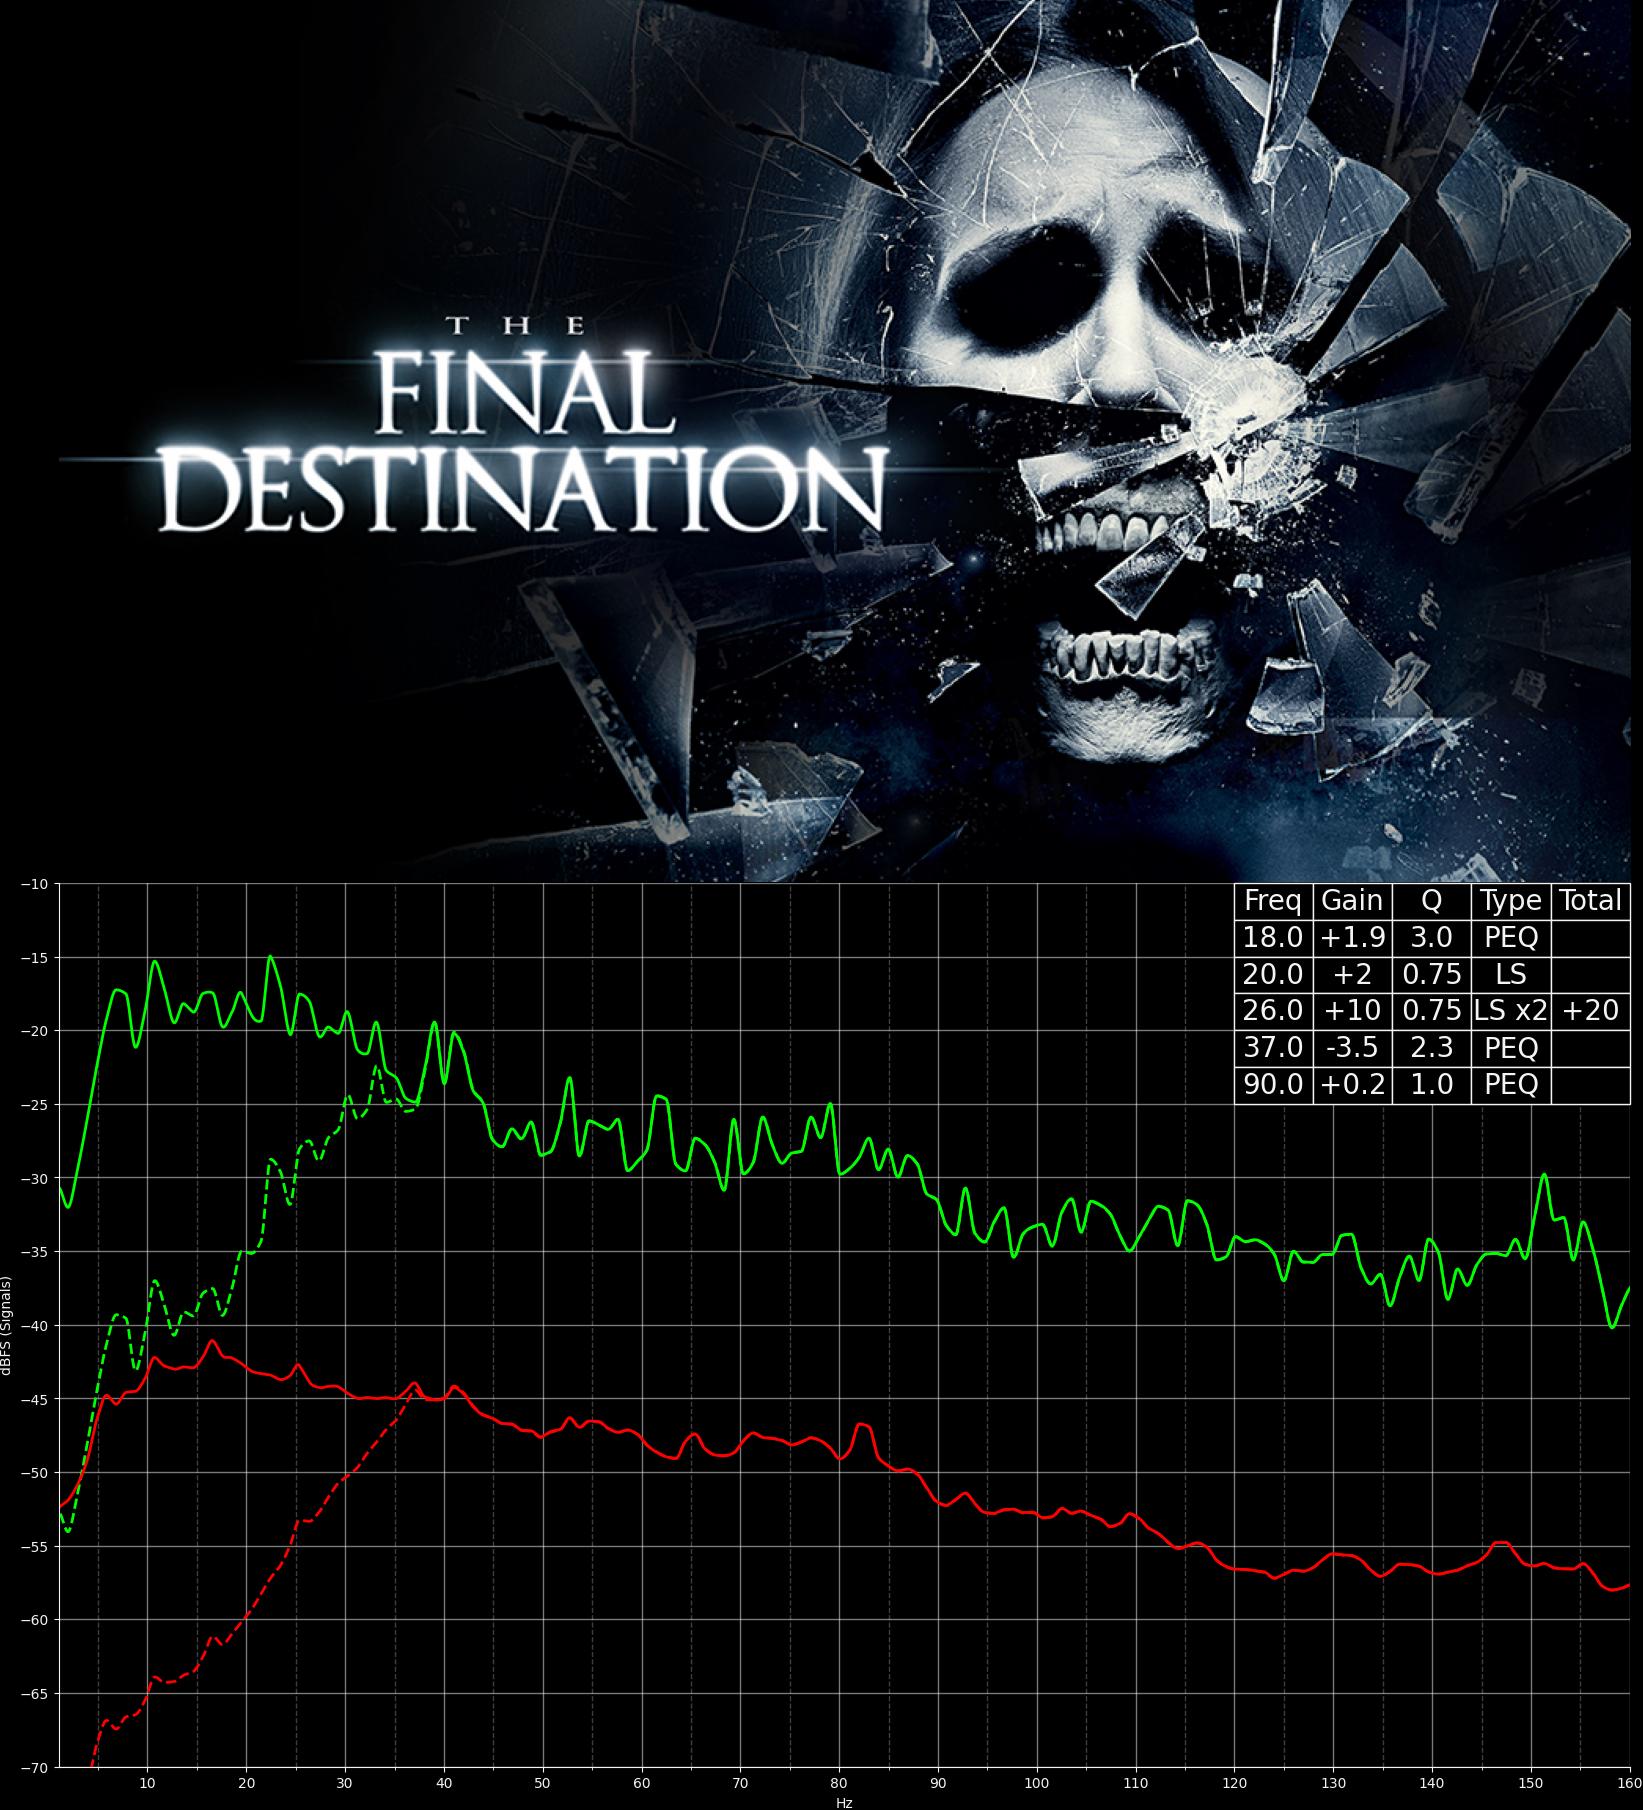 THE
FINAL
DESTINATION
Freq Gain Q Type Total
18.0 +1.9 3.0 PEQ
20.0 +2 0.75 LS
26.0 +10 0.75 LS x2 +20
37.0 -3.5 2.3 PEQ
90.0 +0.2 1.0 PEQ
−10
−15
−20
−25
−30
−35
−40
−45
−50
−55
−60
−65
−70
dBFS (Signals)
10 20 30 40 50 60 70 80 90 100 110 120 130 140 150 160
Hz